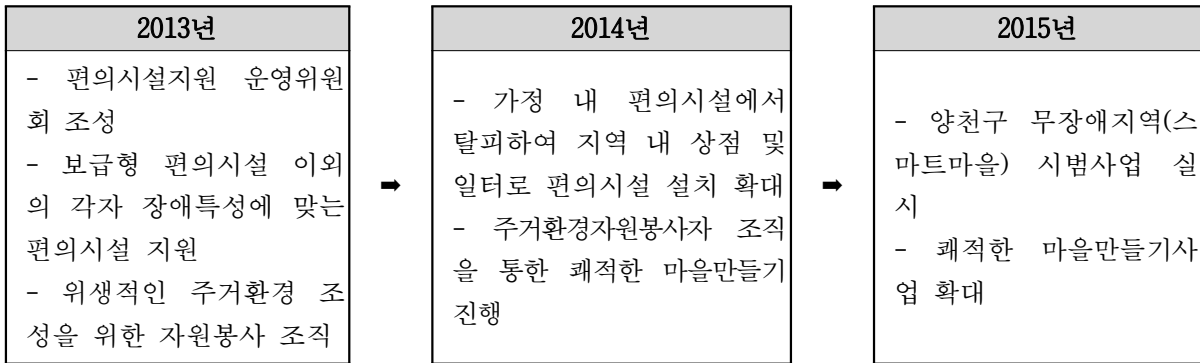 2013년
- 편의시설지원 운영위원
회 조성
- 보급형 편의시설 이외
의 각자 장애특성에 맞는
편의시설 지원
- 위생적인 주거환경 조
성을 위한 자원봉사 조직
➡
2014년
- 가정 내 편의시설에서
탈피하여 지역 내 상점 및
일터로 편의시설 설치 확대
- 주거환경자원봉사자 조직
을 통한 쾌적한 마을만들기
진행
➡
2015년
- 양천구 무장애지역(스
마트마을) 시범사업 실
시
- 쾌적한 마을만들기사
업 확대